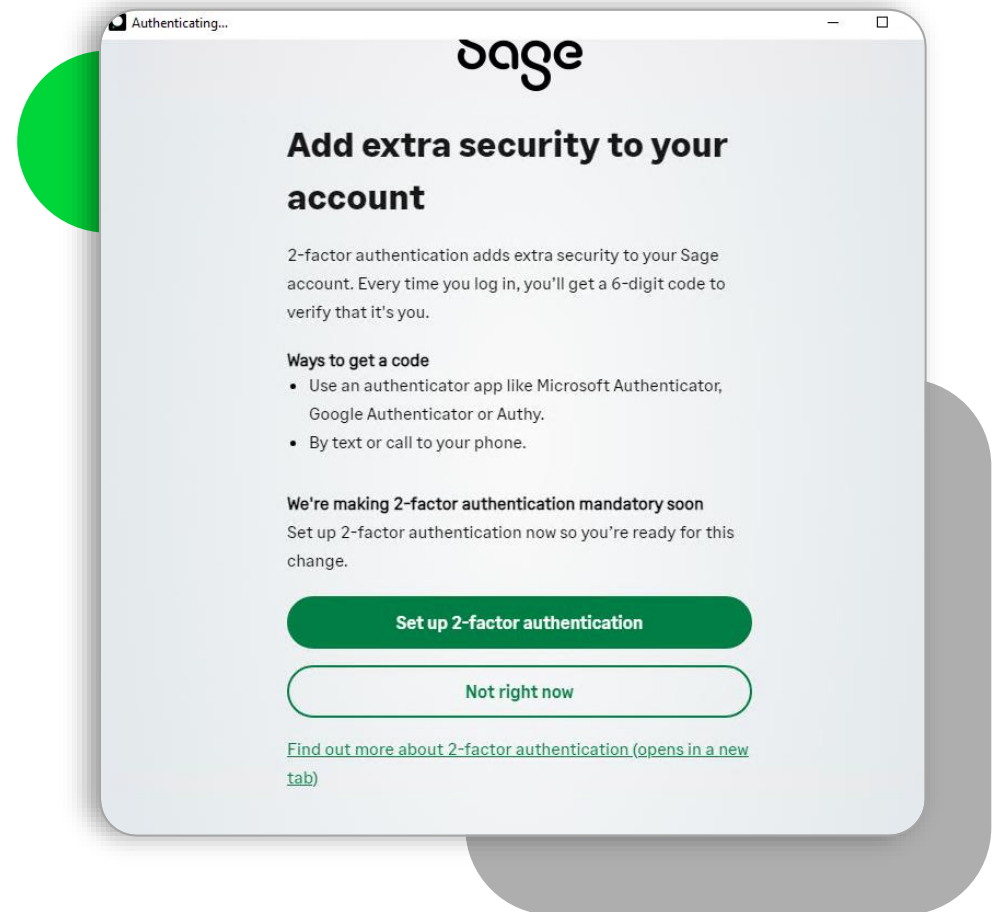 Authenticating...
Sage
Add extra security to your
account
2-factor authentication adds extra security to your Sage
account. Every time you log in, you’ll get a 6-digit code to
verify that it's you.
Ways to get a code
• Use an authenticator app like Microsoft Authenticator,
Google Authenticator or Authy.
• By text or call to your phone.
We're making 2-factor authentication mandatory soon
Set up 2-factor authentication now so you’re ready for this
change.
Set up 2-factor authentication
Not right now
Find out more about 2-factor authentication (opens in a new
tab)